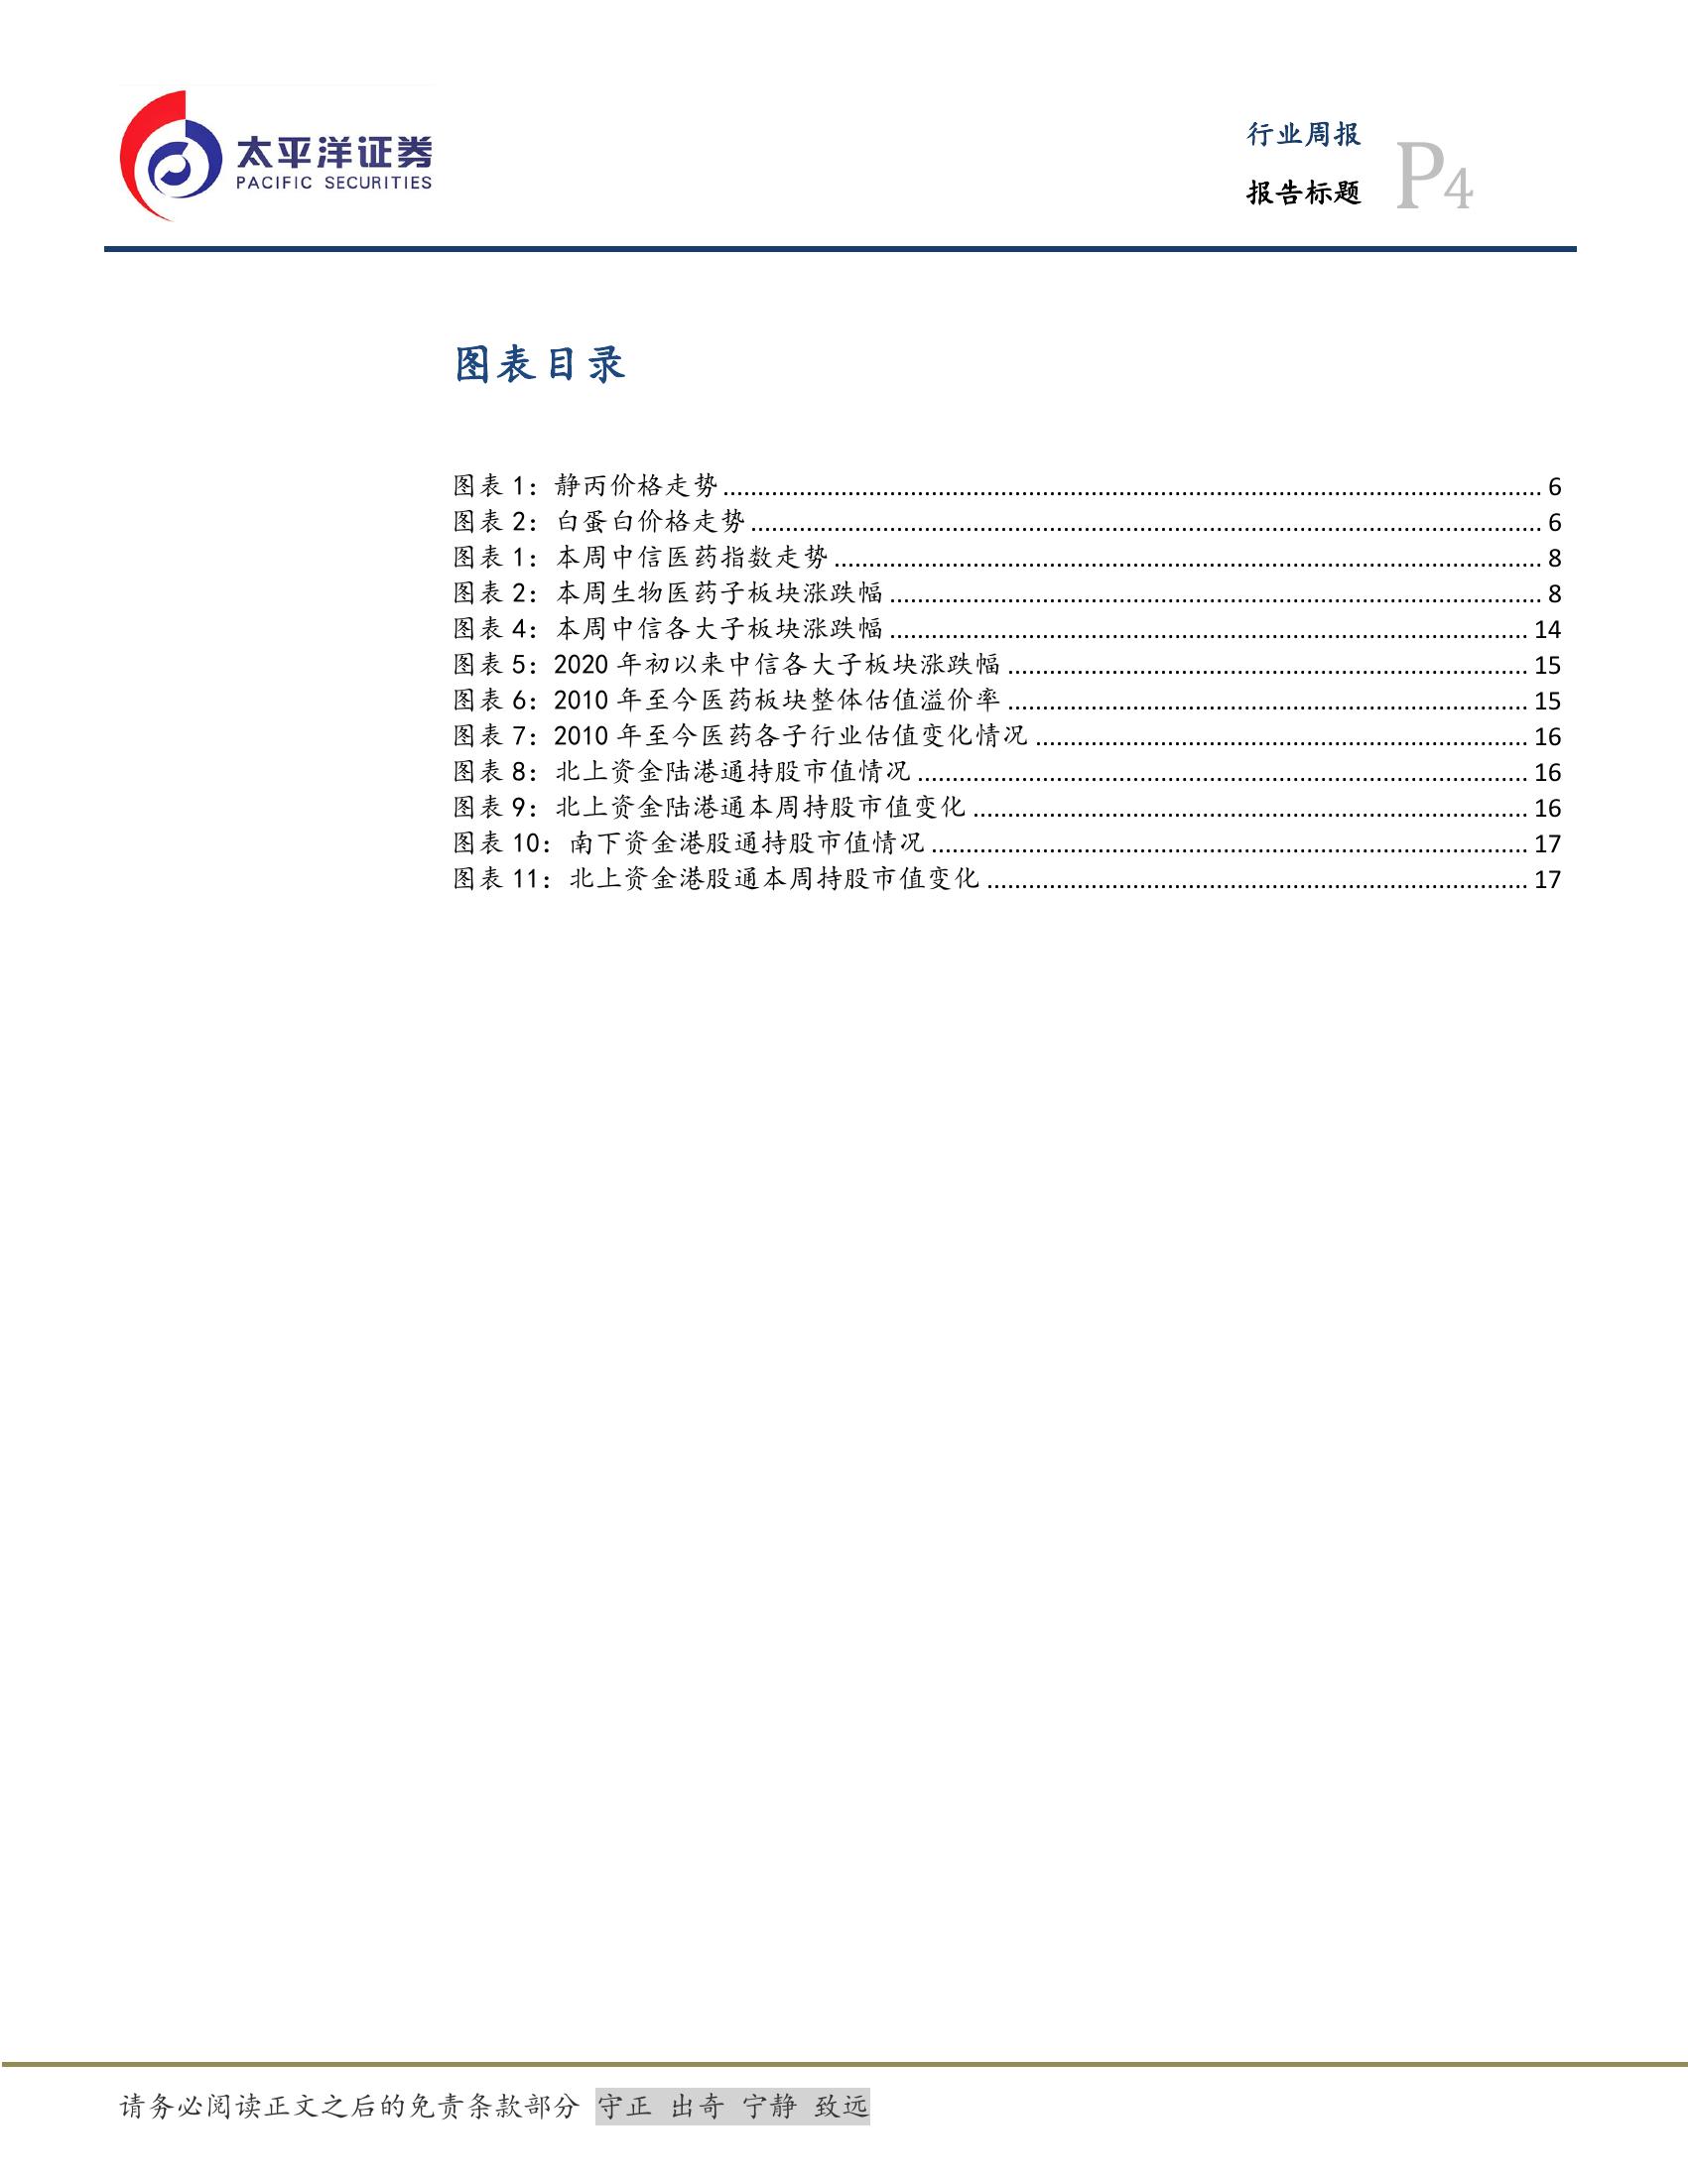 太平洋证券
PACIFIC SECURITIES
行业周报
报告标题
P4
图表目录
图表 1：静丙价格走势 6
图表 2：白蛋白价格走势 6
图表 1：本周中信医药指数走势 8
图表 2：本周生物医药子板块涨跌幅 8
图表 4：本周中信各大子板块涨跌幅 14
图表 5：2020 年初以来中信各大子板块涨跌幅 15
图表 6：2010 年至今医药板块整体估值溢价率 15
图表 7：2010 年至今医药各子行业估值变化情况 16
图表 8：北上资金陆港通持股市值情况 16
图表 9：北上资金陆港通本周持股市值变化 16
图表 10：南下资金港股通持股市值情况 17
图表 11：北上资金港股通本周持股市值变化 17
请务必阅读正文之后的免责条款部分 守正 出奇 宁静 致远